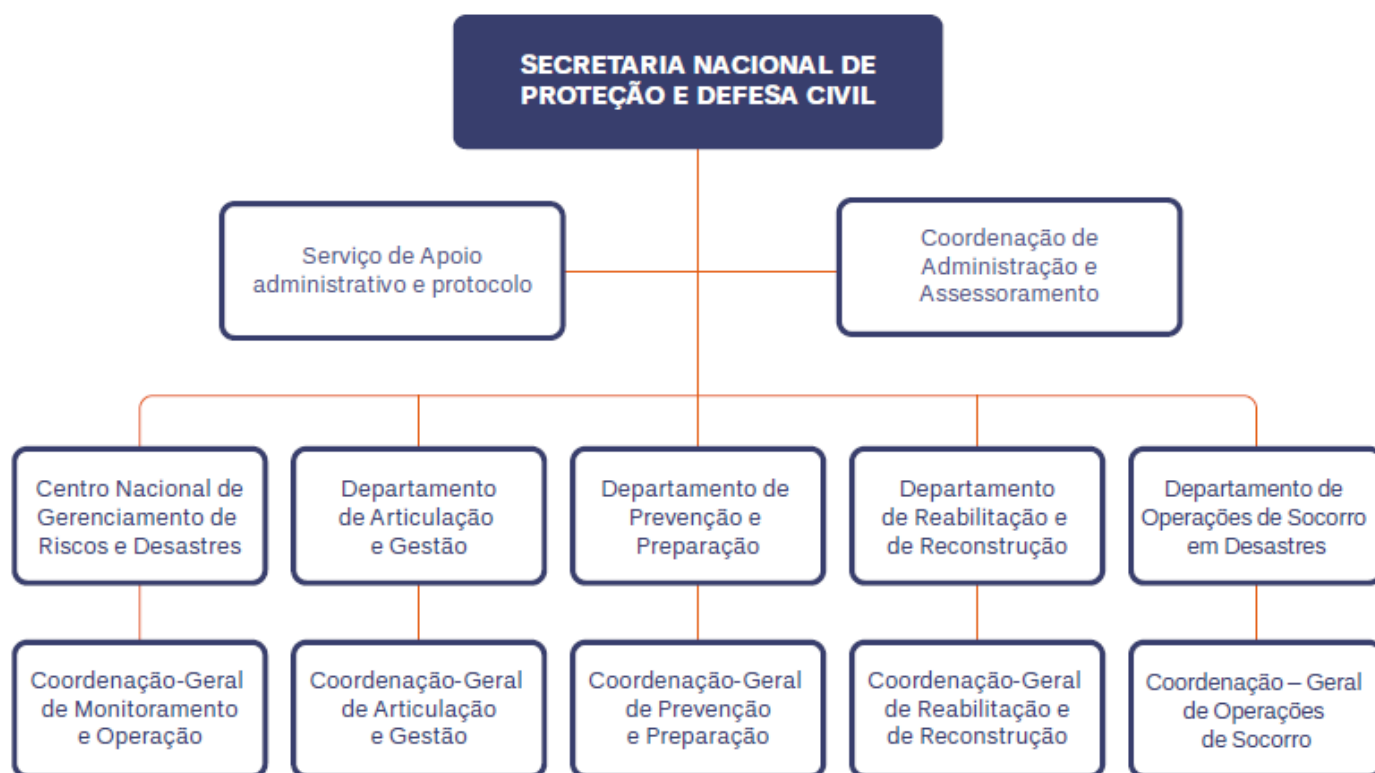 SECRETARIA NACIONAL DE
PROTEÇÃO E DEFESA CIVIL
Serviço de Apoio
administrativo e protocolo
Coordenação de
Administração e
Assessoramento
Centro Nacional de
Gerenciamento de
Riscos e Desastres
Departamento
de Articulação
e Gestão
Departamento de
Prevenção e
Preparação
Departamento
de Reabilitação e
de Reconstrução
Departamento de
Operações de Socorro
em Desastres
Coordenação-Geral
de Monitoramento
e Operação
Coordenação-Geral
de Articulação
e Gestão
Coordenação-Geral
de Prevenção
e Preparação
Coordenação-Geral
de Reabilitação e
de Reconstrução
Coordenação – Geral
de Operações
de Socorro